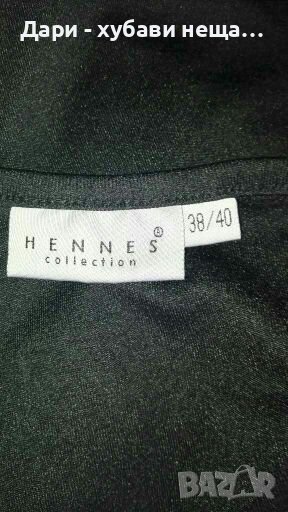 Дари - хубави неща...
HENNES ®
collection
38/40
BAZAR